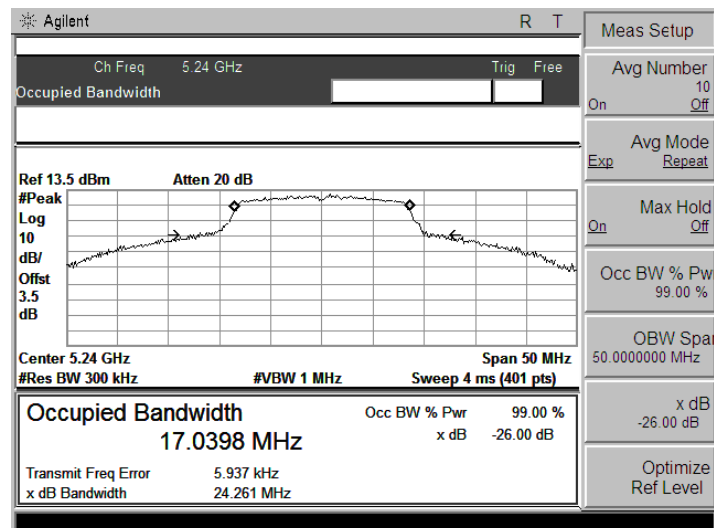 Agilent R T
Ch Freq 5.24 GHz Trig Free
Occupied Bandwidth
Ref 13.5 dBm Atten 20 dB
#Peak
Log
10
dB/
Offst
3.5
dB
Center 5.24 GHz Span 50 MHz
#Res BW 300 kHz #VBW 1 MHz Sweep 4 ms (401 pts)
Occupied Bandwidth Occ BW % Pwr 99.00 %
17.0398 MHz x dB -26.00 dB
Transmit Freq Error 5.937 kHz
x dB Bandwidth 24.261 MHz
Meas Setup
Avg Number
10
On Off
Avg Mode
Exp Repeat
Max Hold
On Off
Occ BW % Pw
99.00 %
OBW Spa
50.0000000 MHz
x dB
-26.00 dB
Optimize
Ref Level